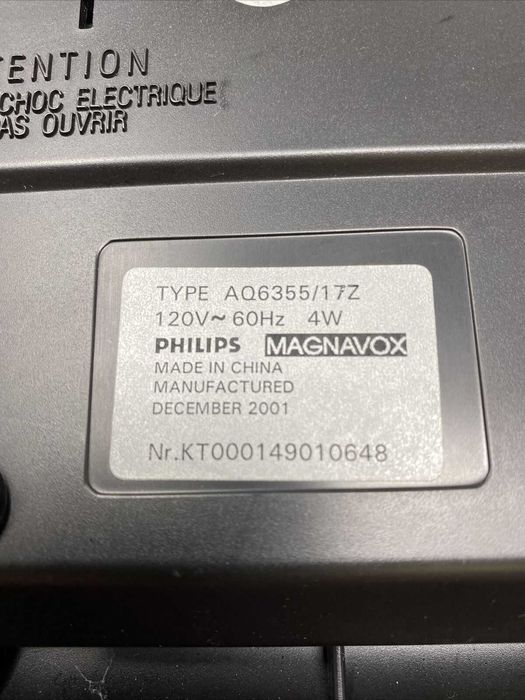 TENTION
CHOC ELECTRIQUE
PAS OUVRIR
TYPE AQ6355/17Z
120V~ 60Hz 4W
PHILIPS MAGNAVOX
MADE IN CHINA
MANUFACTURED
DECEMBER 2001
Nr.KT000149010648